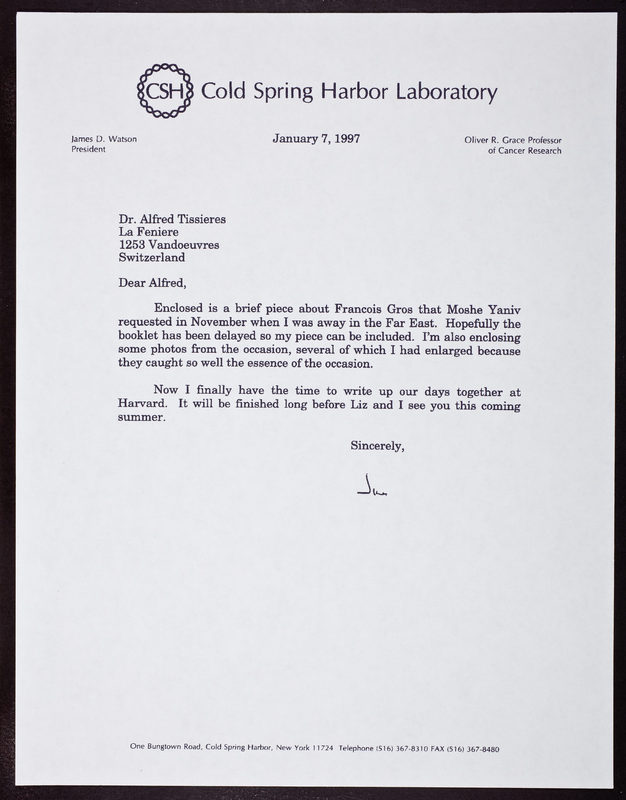 CSH Cold Spring Harbor Laboratory
James D. Watson
President
January 7, 1997
Oliver R. Grace Professor
of Cancer Research
Dr. Alfred Tissieres
La Feniere
1253 Vandoeuvres
Switzerland
Dear Alfred,
Enclosed is a brief piece about Francois Gros that Moshe Yaniv
requested in November when I was away in the Far East. Hopefully the
booklet has been delayed so my piece can be included. I'm also enclosing
some photos from the occasion, several of which I had enlarged because
they caught so well the essence of the occasion.
Now I finally have the time to write up our days together at
Harvard. It will be finished long before Liz and I see you this coming
summer.
Sincerely,
Jim
One Bungtown Road, Cold Spring Harbor, New York 11724 Telephone (516) 367-8310 FAX (516) 367-8480